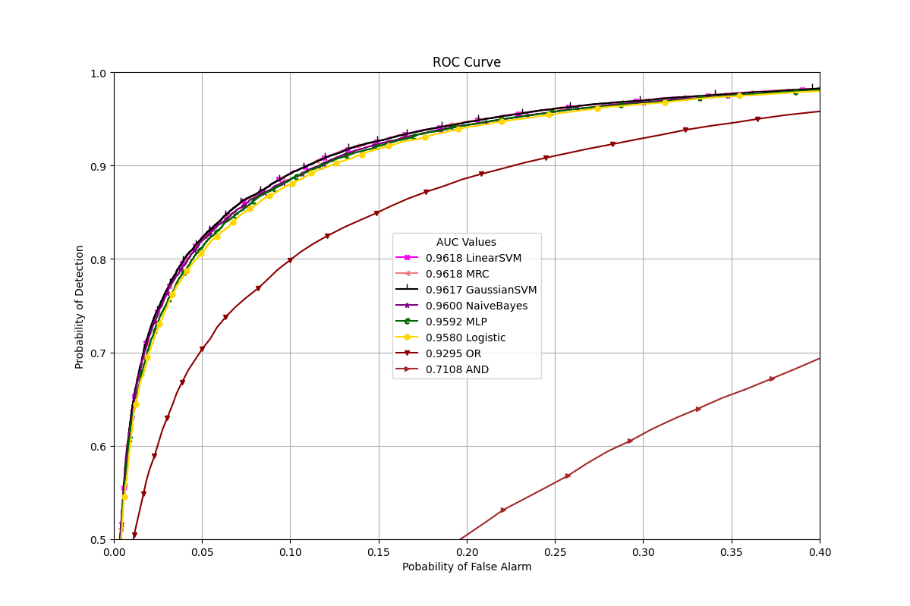 ROC Curve
1.0
0.9
0.8
0.7
0.6
0.5
Probability of Detection
AUC Values
0.9618 LinearSVM
0.9618 MRC
0.9617 GaussianSVM
0.9600 NaiveBayes
0.9592 MLP
0.9580 Logistic
0.9295 OR
0.7108 AND
0.00 0.05 0.10 0.15 0.20 0.25 0.30 0.35 0.40
Pobability of False Alarm